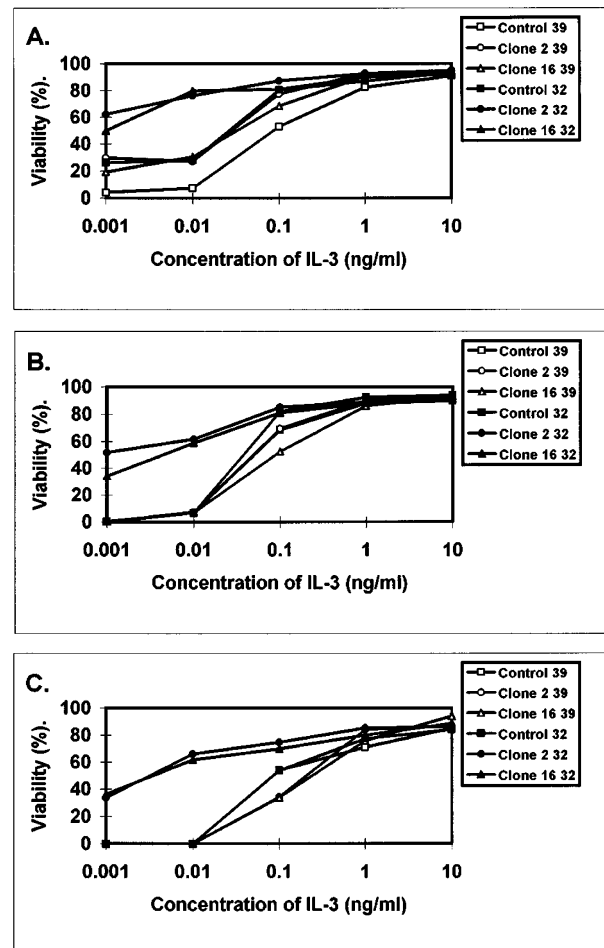 A.
Viability (%).
100
80
60
40
20
0
0.001 0.01 0.1 1 10
Concentration of IL-3 (ng/ml)
Control 39
Clone 2 39
Clone 16 39
Control 32
Clone 2 32
Clone 16 32
B.
Viability (%).
100
80
60
40
20
0
0.001 0.01 0.1 1 10
Concentration of IL-3 (ng/ml)
Control 39
Clone 2 39
Clone 16 39
Control 32
Clone 2 32
Clone 16 32
C.
Viability (%).
100
80
60
40
20
0
0.001 0.01 0.1 1 10
Concentration of IL-3 (ng/ml)
Control 39
Clone 2 39
Clone 16 39
Control 32
Clone 2 32
Clone 16 32